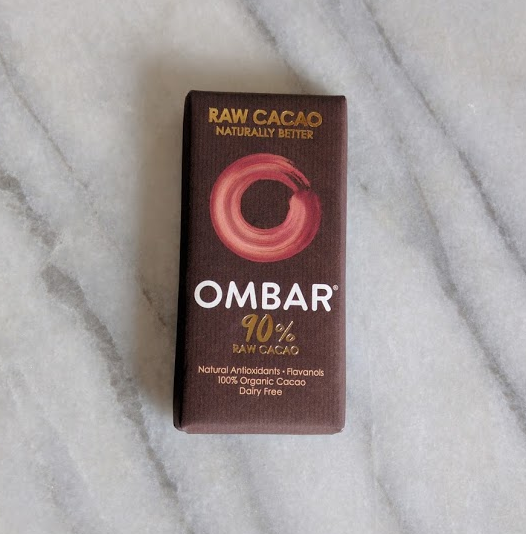 RAW CACAO
NATURALLY BETTER
OMBAR®
90%
RAW CACAO
Natural Antioxidants • Flavanols
100% Organic Cacao
Dairy Free